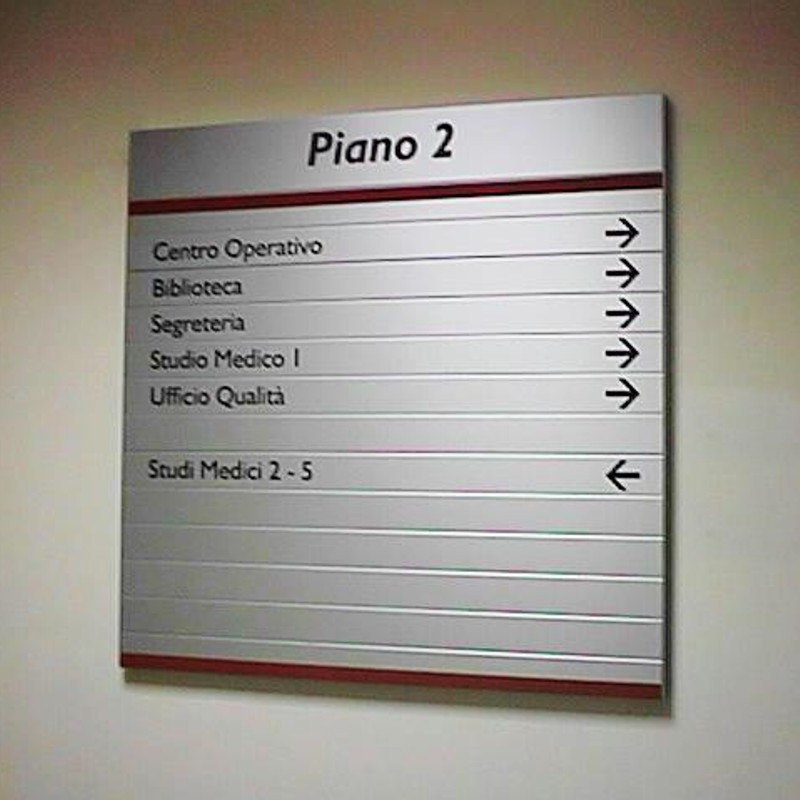 Piano 2
Centro Operativo →
Biblioteca →
Segreteria →
Studio Medico 1 →
Ufficio Qualità →
Studi Medici 2 - 5 ←